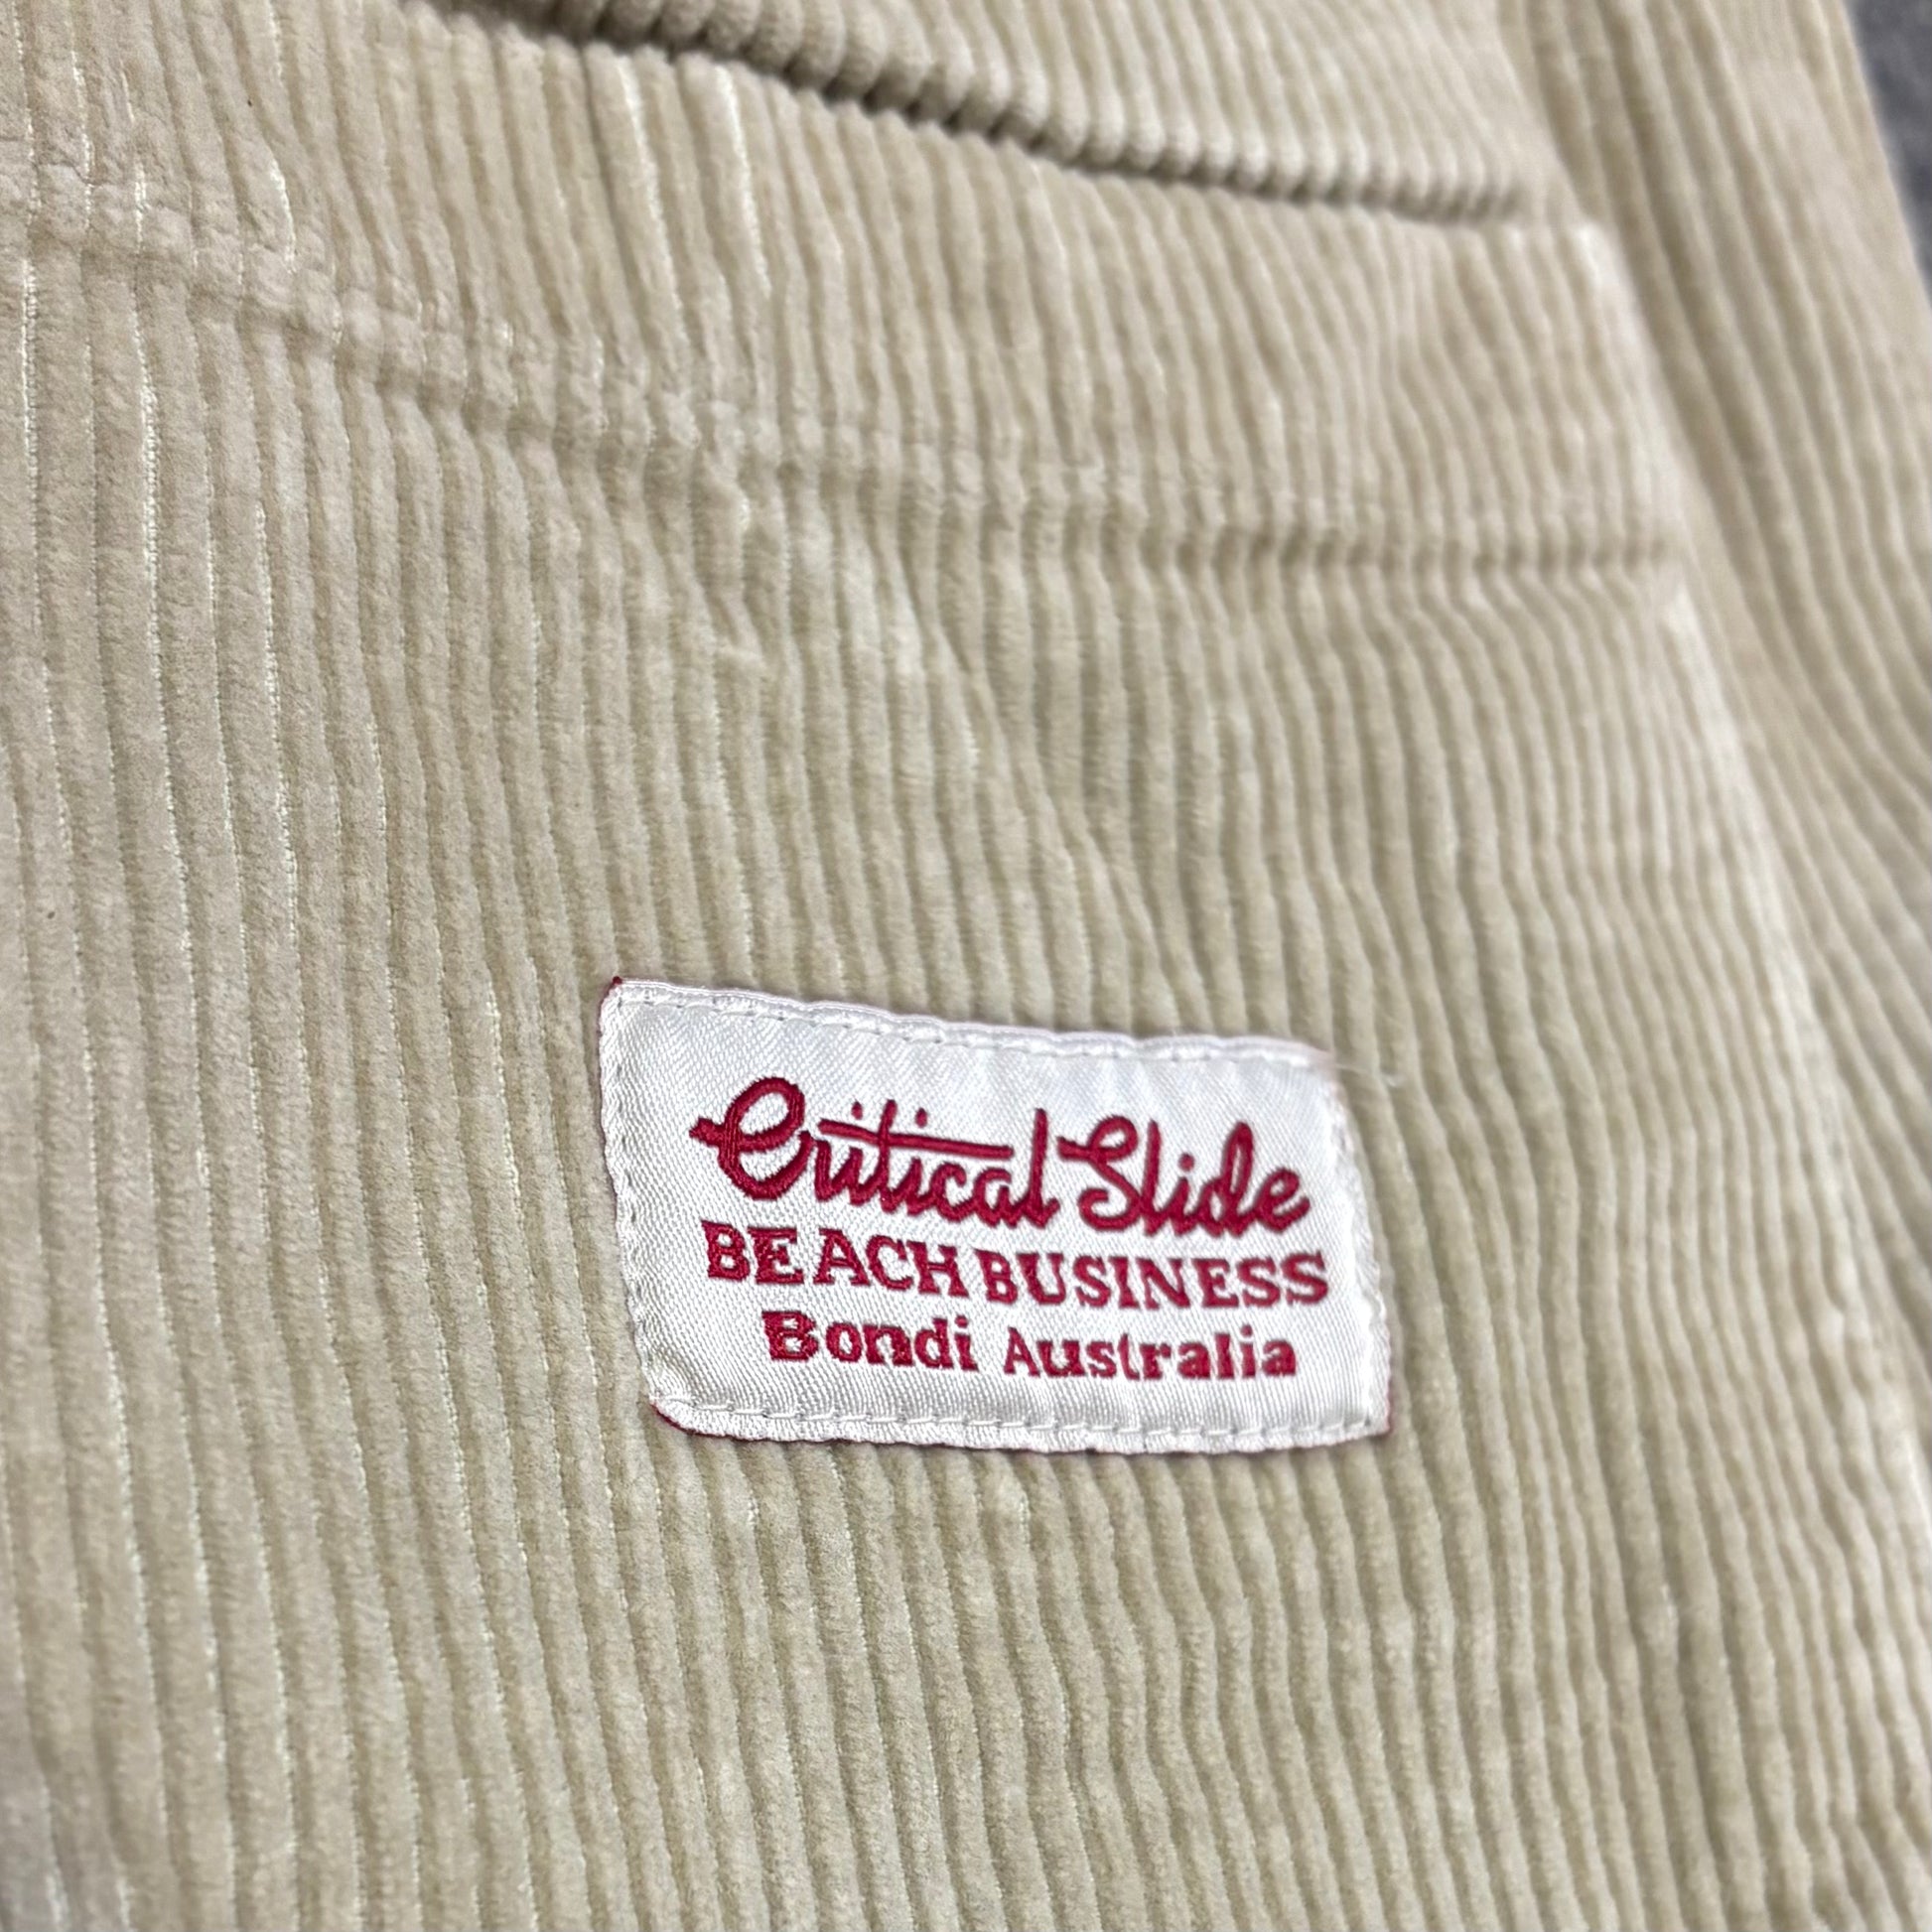 Critical Slide
BEACH BUSINESS
Bondi Australia